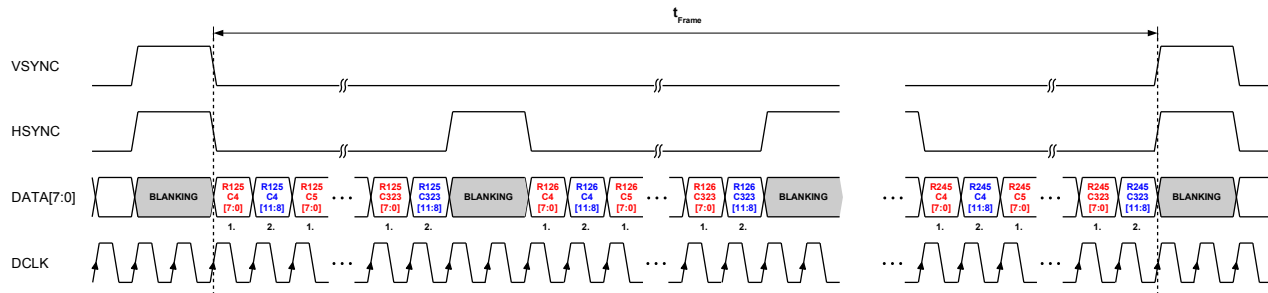 t_Frame
VSYNC
HSYNC
DATA[7:0]
BLANKING
R125
C4
[7:0]
R125
C4
[11:8]
R125
C5
[7:0]
...
R125
C323
[7:0]
R125
C323
[11:8]
BLANKING
R126
C4
[7:0]
R126
C4
[11:8]
R126
C5
[7:0]
...
R126
C323
[7:0]
R126
C323
[11:8]
BLANKING
...
R245
C4
[7:0]
R245
C4
[11:8]
R245
C5
[7:0]
...
R245
C323
[7:0]
R245
C323
[11:8]
BLANKING
1. 2. 1. 1. 2. 1. 2. 1. 1. 2. 1. 2. 1. 1. 2.
DCLK ... ... ... ...